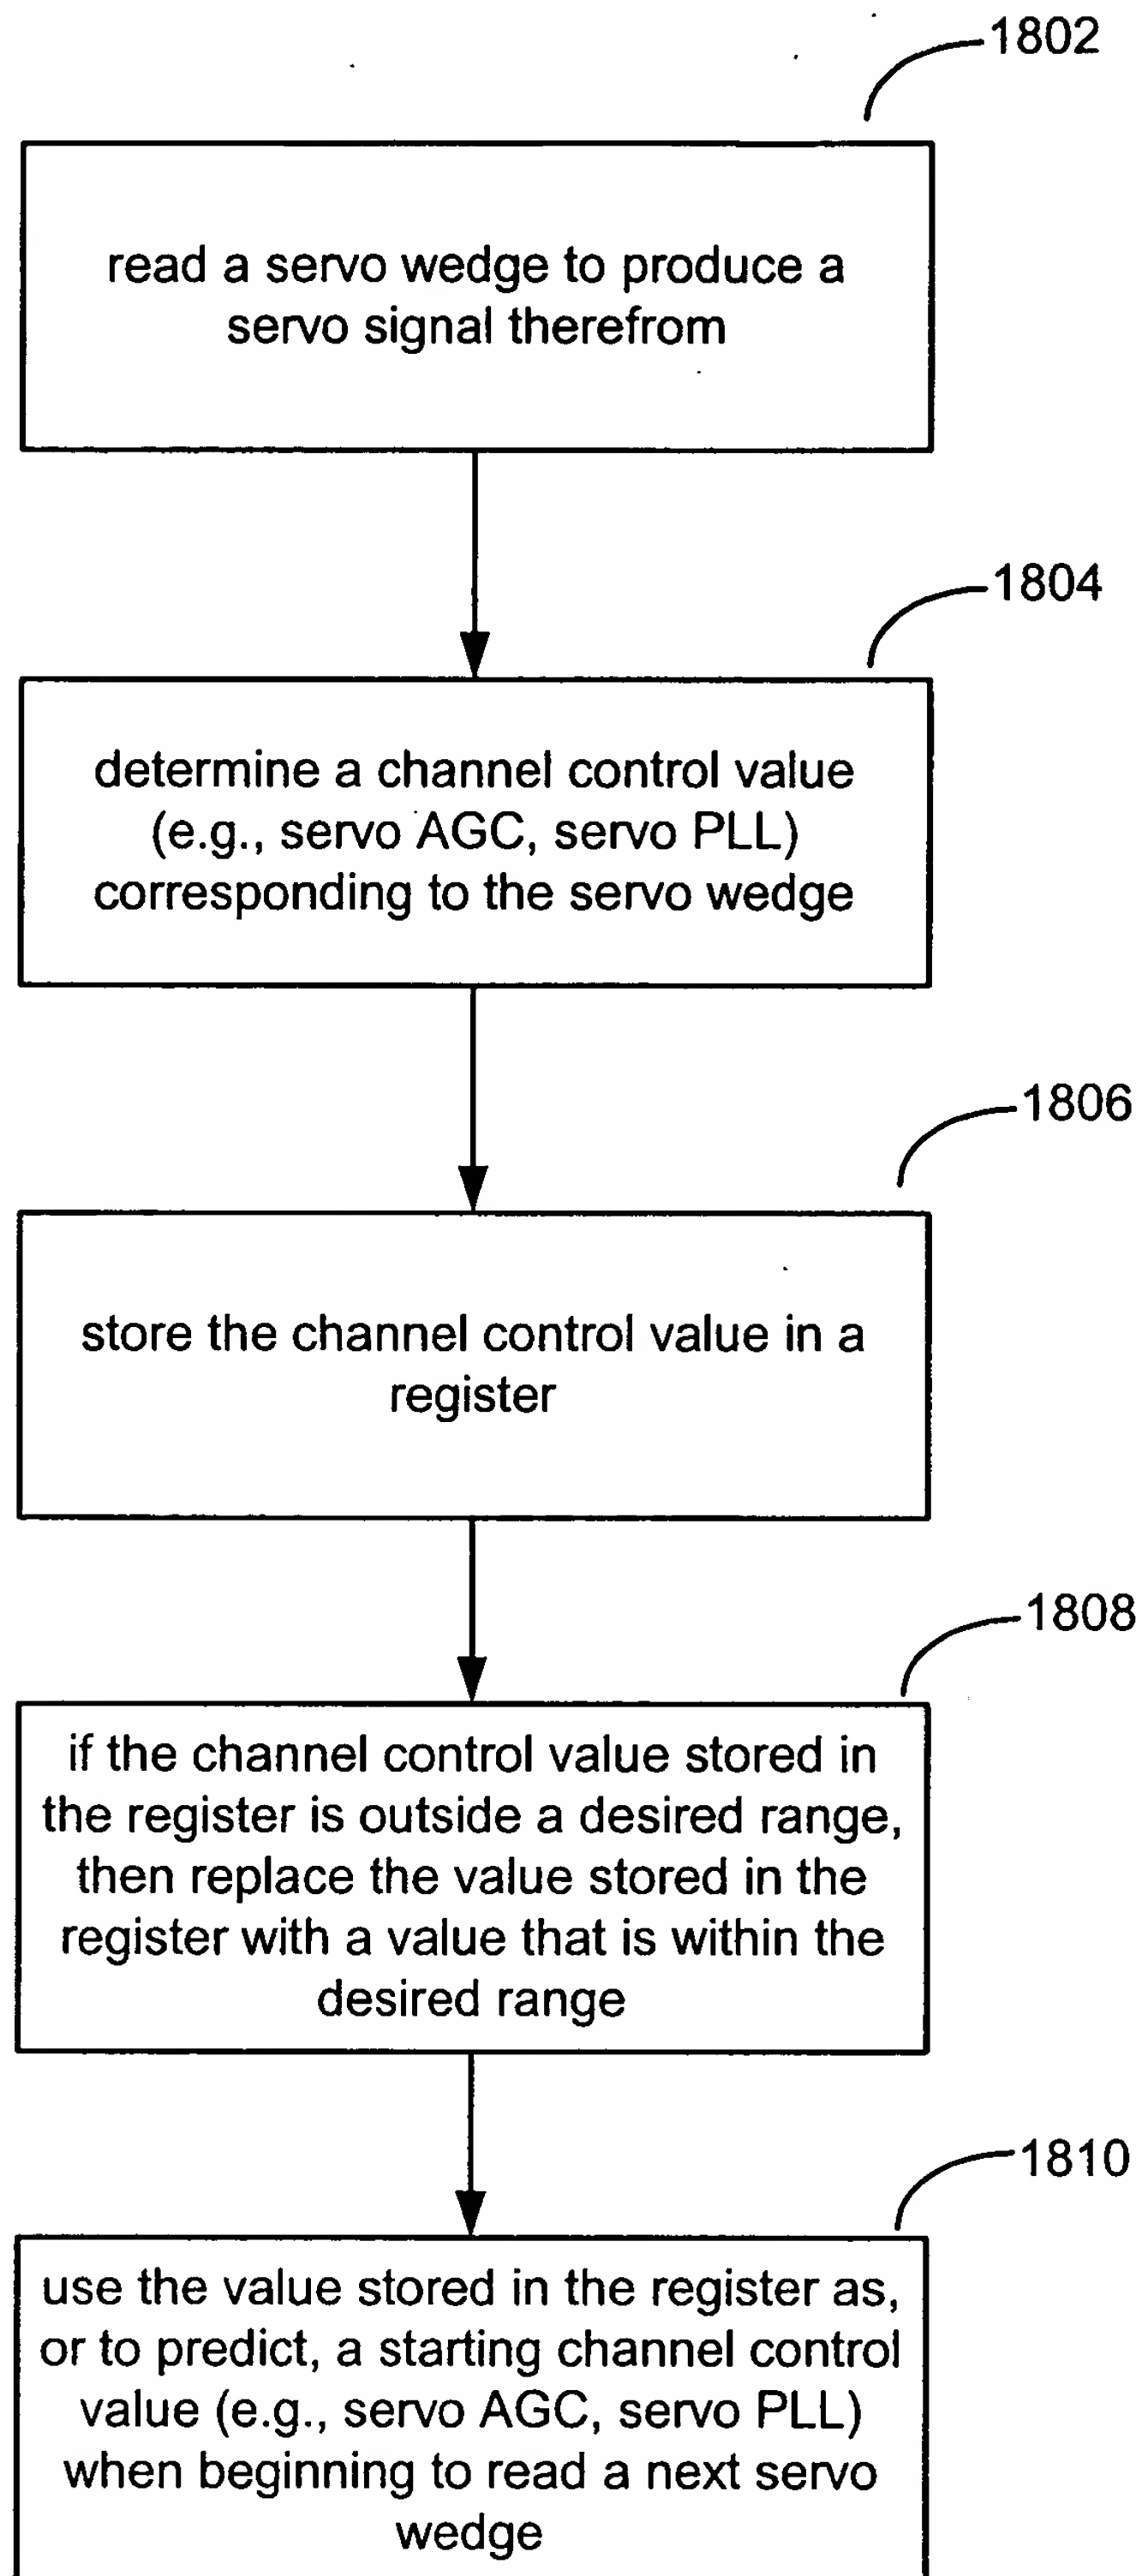 1802
read a servo wedge to produce a
servo signal therefrom
1804
determine a channel control value
(e.g., servo AGC, servo PLL)
corresponding to the servo wedge
1806
store the channel control value in a
register
1808
if the channel control value stored in
the register is outside a desired range,
then replace the value stored in the
register with a value that is within the
desired range
1810
use the value stored in the register as,
or to predict, a starting channel control
value (e.g., servo AGC, servo PLL)
when beginning to read a next servo
wedge